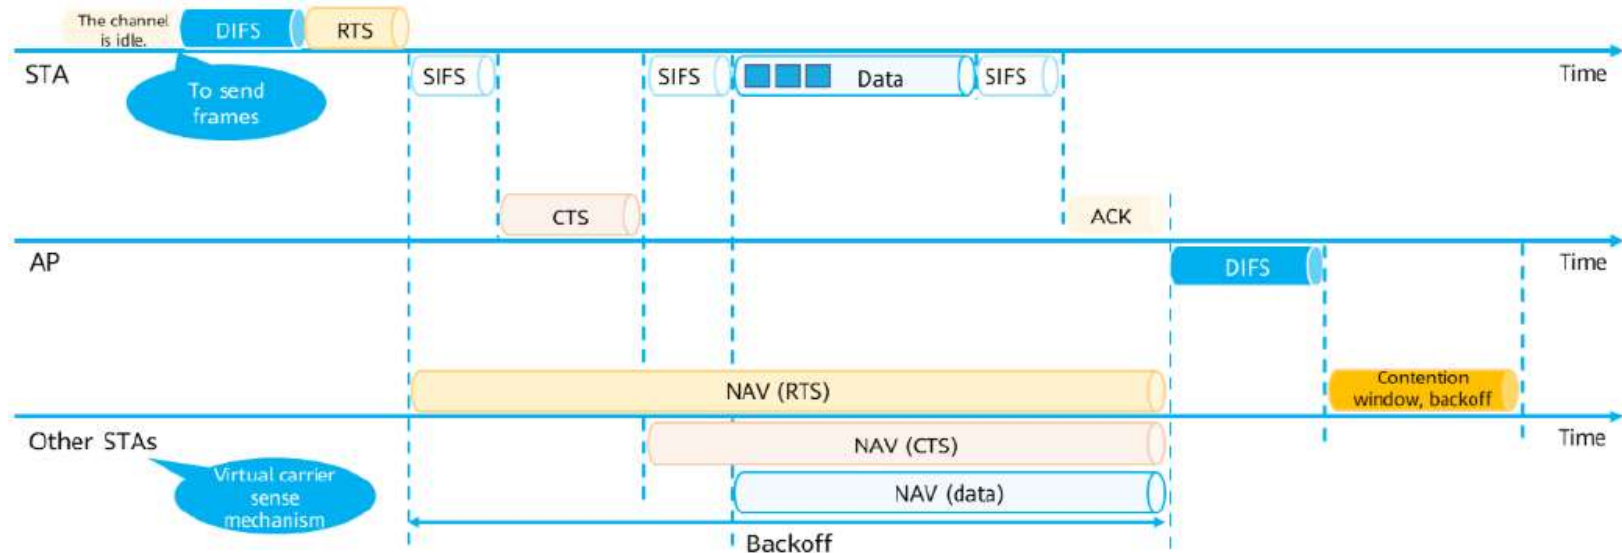 The channel
is idle.
DIFS
RTS
STA
Time
To send
frames
SIFS
SIFS
Data
SIFS
CTS
ACK
AP
Time
DIFS
NAV (RTS)
Contention
window, backoff
Other STAs
Time
NAV (CTS)
Virtual carrier
sense
mechanism
NAV (data)
Backoff